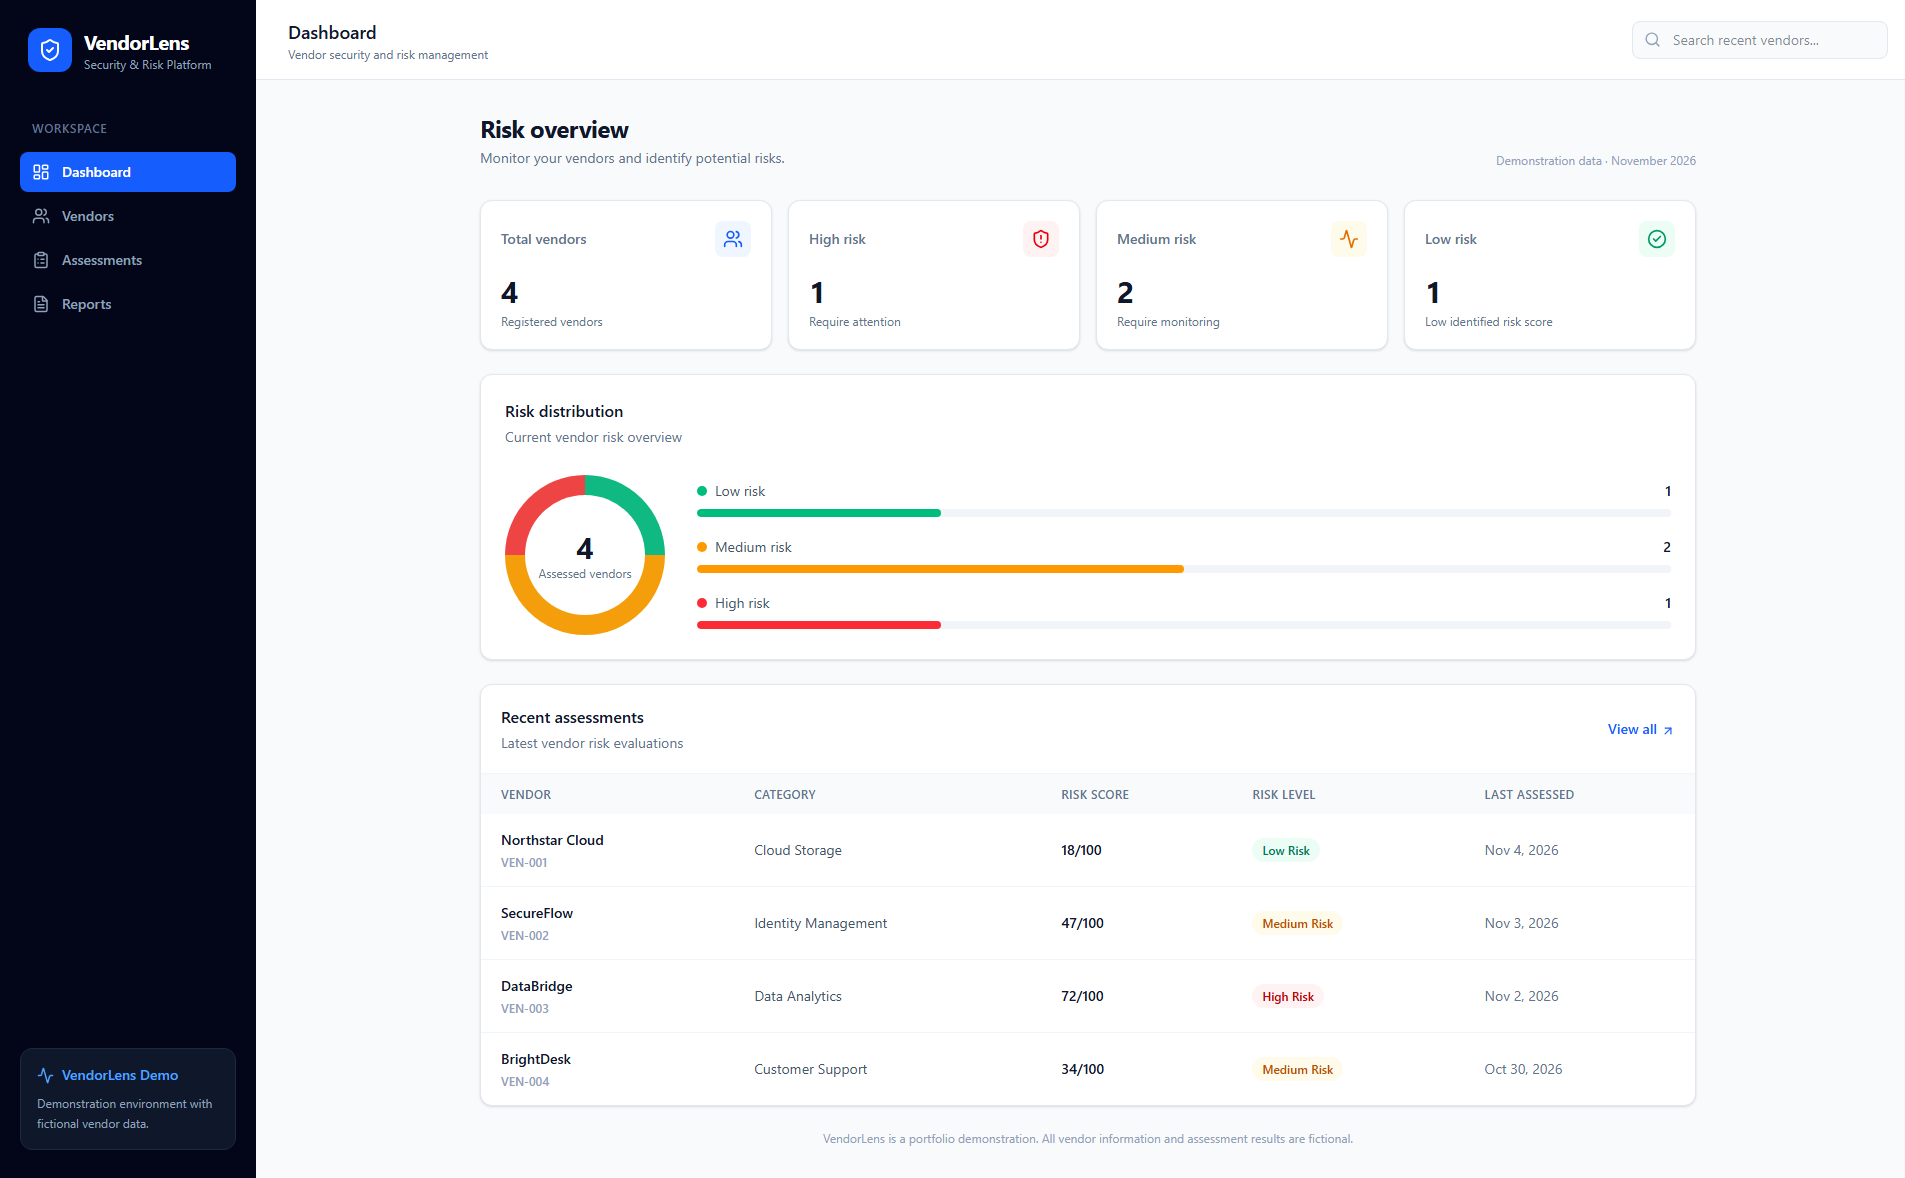 VendorLens
Security & Risk Platform
WORKSPACE
Dashboard
Vendors
Assessments
Reports
VendorLens Demo
Demonstration environment with
fictional vendor data.
Dashboard
Vendor security and risk management
Search recent vendors...
Risk overview
Monitor your vendors and identify potential risks.
Demonstration data · November 2026
Total vendors
4
Registered vendors
High risk
1
Require attention
Medium risk
2
Require monitoring
Low risk
1
Low identified risk score
Risk distribution
Current vendor risk overview
4
Assessed vendors
Low risk 1
Medium risk 2
High risk 1
Recent assessments
Latest vendor risk evaluations
View all
VENDOR CATEGORY RISK SCORE RISK LEVEL LAST ASSESSED
Northstar Cloud
VEN-001
Cloud Storage 18/100 Low Risk Nov 4, 2026
SecureFlow
VEN-002
Identity Management 47/100 Medium Risk Nov 3, 2026
DataBridge
VEN-003
Data Analytics 72/100 High Risk Nov 2, 2026
BrightDesk
VEN-004
Customer Support 34/100 Medium Risk Oct 30, 2026
VendorLens is a portfolio demonstration. All vendor information and assessment results are fictional.